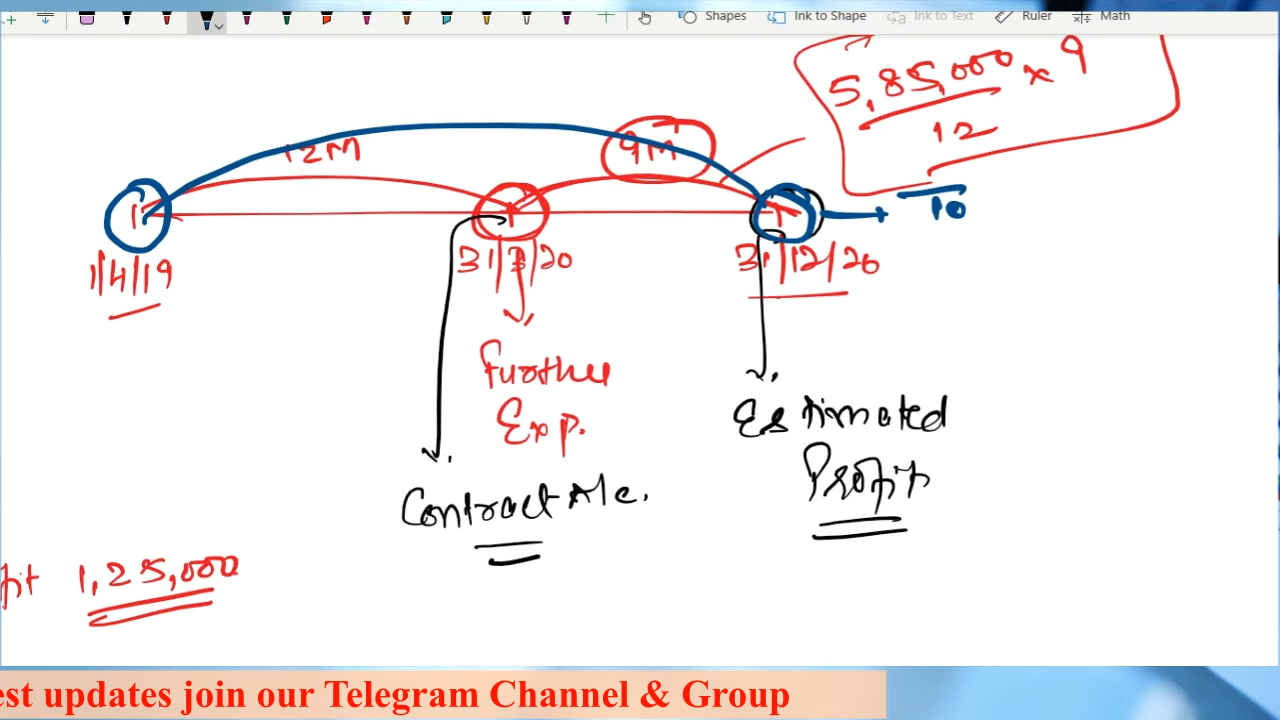 Shapes Ink to Shape Ink to Text Ruler Math
5,85,000 x 9
12
12M 9M
10
1/4/19 31/3/20 31/12/20
Further
Exp.
Estimated
Profit
Contract A/c.
1,25,000
est updates join our Telegram Channel & Group